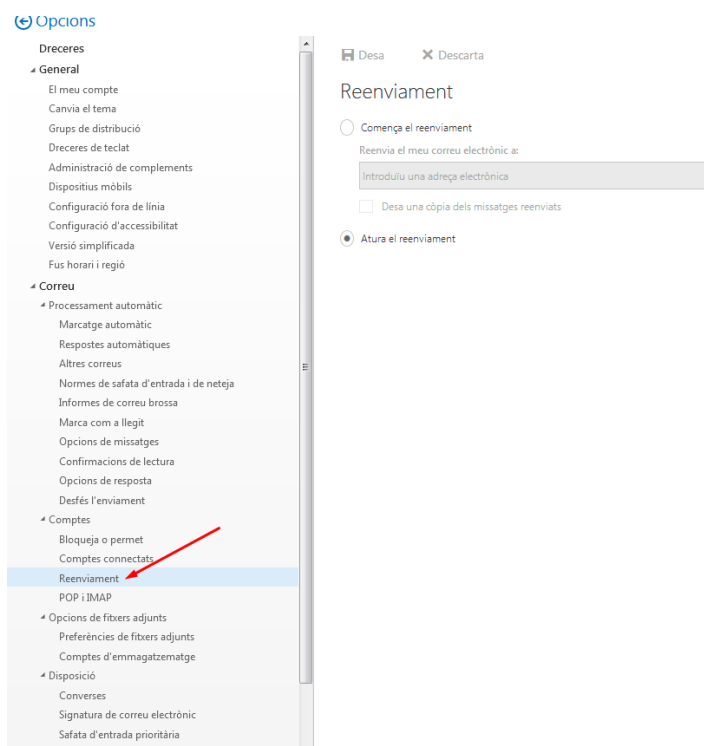 Opcions
Dreceres
General
El meu compte
Canvia el tema
Grups de distribució
Dreceres de teclat
Administració de complements
Dispositius mòbils
Configuració fora de línia
Configuració d'accessibilitat
Versió simplificada
Fus horari i regió
Correu
Processament automàtic
Marcatge automàtic
Respostes automàtiques
Altres correus
Normes de safata d'entrada i de neteja
Informes de correu brossa
Marca com a llegit
Opcions de missatges
Confirmacions de lectura
Opcions de resposta
Desfés l'enviament
Comptes
Bloqueja o permet
Comptes connectats
Reenviament
POP i IMAP
Opcions de fitxers adjunts
Preferències de fitxers adjunts
Comptes d'emmagatzematge
Disposició
Converses
Signatura de correu electrònic
Safata d'entrada prioritària
Desa
Descarta
Reenviament
Comença el reenviament
Reenvia el meu correu electrònic a:
Introduïu una adreça electrònica
Desa una còpia dels missatges reenviats
Atura el reenviament